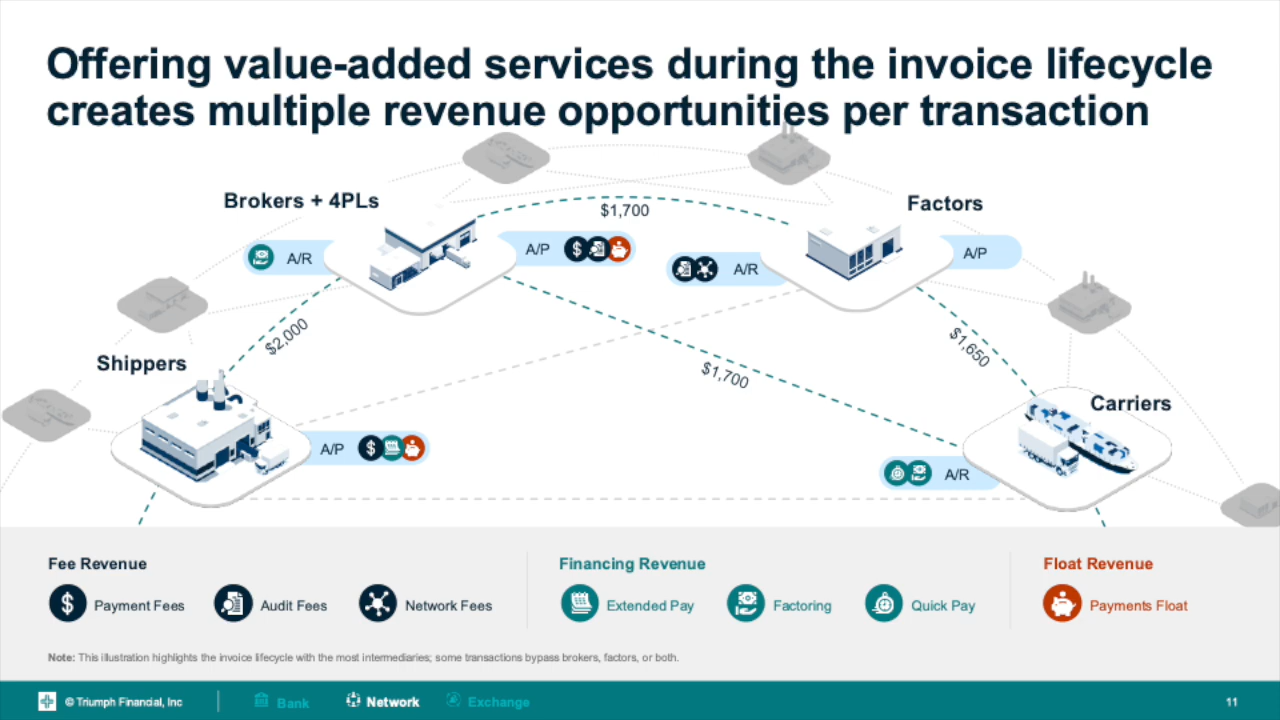 Offering value-added services during the invoice lifecycle
creates multiple revenue opportunities per transaction
Brokers + 4PLs
Factors
$1,700
A/R
A/P
$
A/R
A/P
$2,000
$1,650
Shippers
$1,700
Carriers
A/P
$
A/R
Fee Revenue
Financing Revenue
Float Revenue
$
Payment Fees
Audit Fees
Network Fees
Extended Pay
Factoring
Quick Pay
Payments Float
Note: This illustration highlights the invoice lifecycle with the most intermediaries; some transactions bypass brokers, factors, or both.
© Triumph Financial, Inc
Bank
Network
Exchange
11